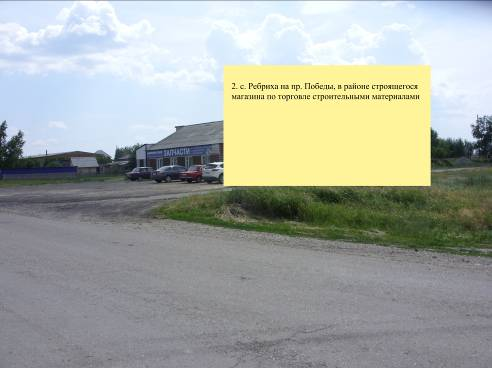 2. с. Ребриха на пр. Победы, в районе строящегося
магазина по торговле строительными материалами
ЗАПЧАСТИ